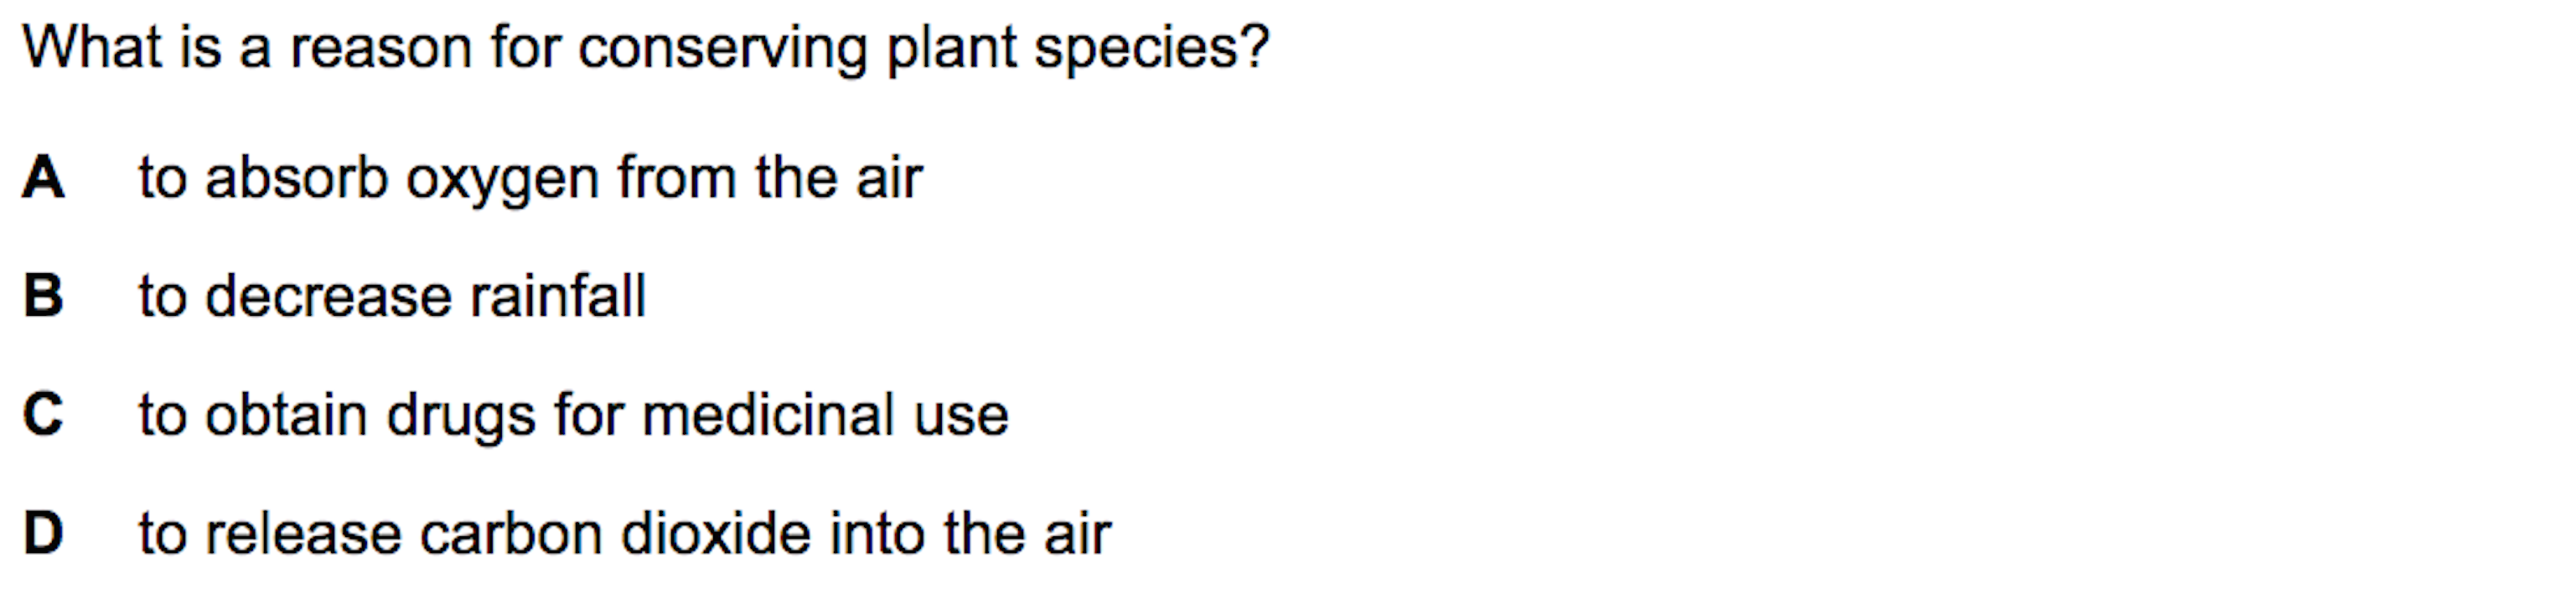 What is a reason for conserving plant species?
A to absorb oxygen from the air
B to decrease rainfall
C to obtain drugs for medicinal use
D to release carbon dioxide into the air